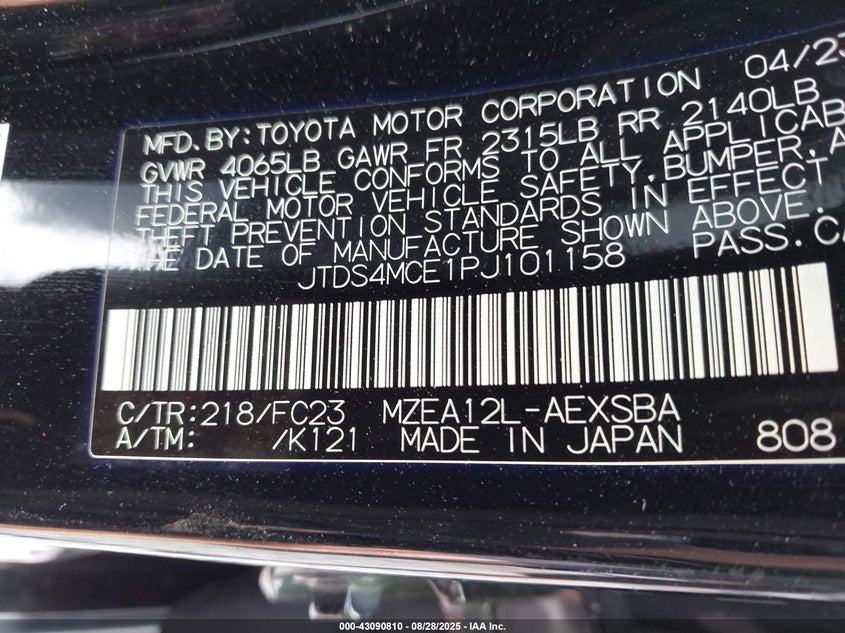 MFD.BY:TOYOTA MOTOR CORPORATION 04/23
GVWR 4065LB GAWR FR 2315LB RR 2140LB
THIS VEHICLE CONFORMS TO ALL APPLICAB
FEDERAL MOTOR VEHICLE SAFETY,BUMPER,A
THEFT PREVENTION STANDARDS IN EFFECT
THE DATE OF MANUFACTURE SHOWN ABOVE.
JTDS4MCE1PJ101158 PASS.CA
C/TR:218/FC23 MZEA12L-AEXSBA
A/TM: /K121 MADE IN JAPAN 808
000-43090810 - 08/28/2025 - IAA Inc.